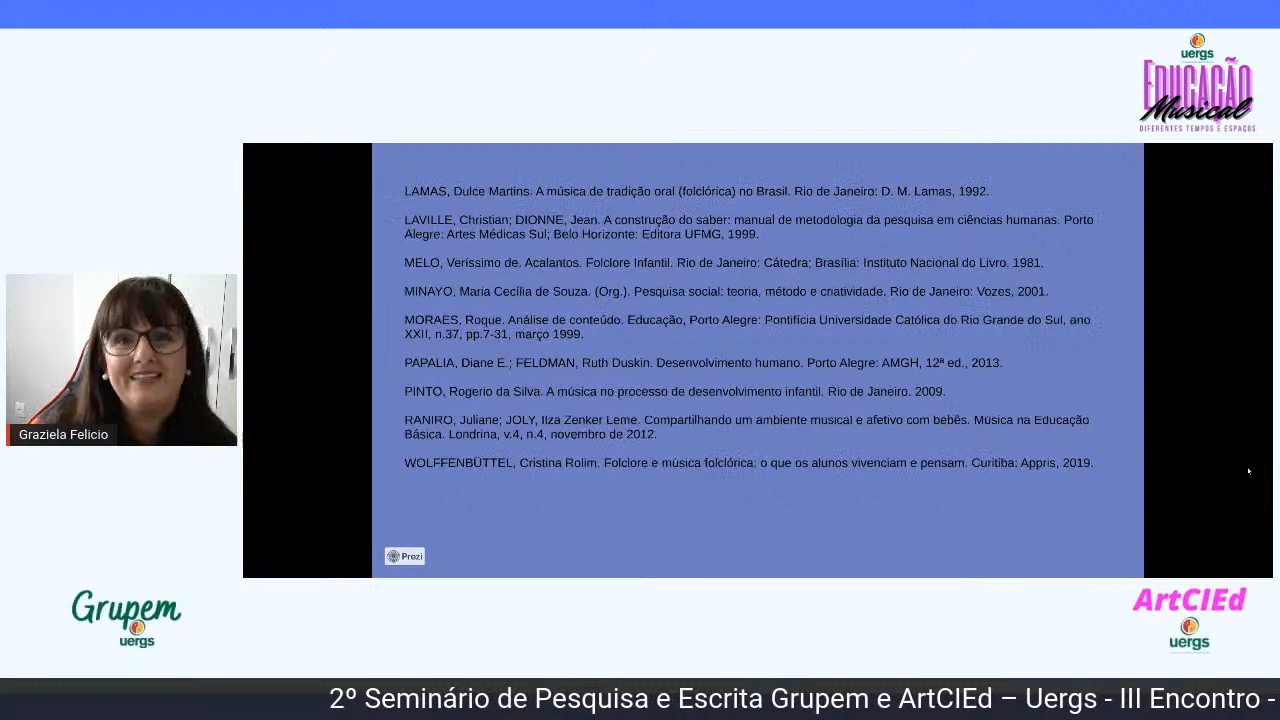 uergs
EDUCAÇÃO
Musical
DIFERENTES TEMPOS E ESPAÇOS
LAMAS, Dulce Martins. A música de tradição oral (folclórica) no Brasil. Rio de Janeiro: D. M. Lamas, 1992.
LAVILLE, Christian; DIONNE, Jean. A construção do saber: manual de metodologia da pesquisa em ciências humanas. Porto
Alegre: Artes Médicas Sul; Belo Horizonte: Editora UFMG, 1999.
MELO, Veríssimo de. Acalantos. Folclore Infantil. Rio de Janeiro: Cátedra; Brasília: Instituto Nacional do Livro, 1981.
MINAYO, Maria Cecília de Souza. (Org.). Pesquisa social: teoria, método e criatividade. Rio de Janeiro: Vozes, 2001.
MORAES, Roque. Análise de conteúdo. Educação, Porto Alegre: Pontifícia Universidade Católica do Rio Grande do Sul, ano
XXII, n.37, pp.7-31, março 1999.
PAPALIA, Diane E.; FELDMAN, Ruth Duskin. Desenvolvimento humano. Porto Alegre: AMGH, 12ª ed., 2013.
PINTO, Rogerio da Silva. A música no processo de desenvolvimento infantil. Rio de Janeiro. 2009.
RANIRO, Juliane; JOLY, Ilza Zenker Leme. Compartilhando um ambiente musical e afetivo com bebês. Música na Educação
Básica. Londrina, v.4, n.4, novembro de 2012.
WOLFFENBÜTTEL, Cristina Rolim. Folclore e música folclórica: o que os alunos vivenciam e pensam. Curitiba: Appris, 2019.
Graziela Felicio
Prezi
Grupem
uergs
ArtCIEd
uergs
2º Seminário de Pesquisa e Escrita Grupem e ArtCIEd – Uergs - III Encontro -